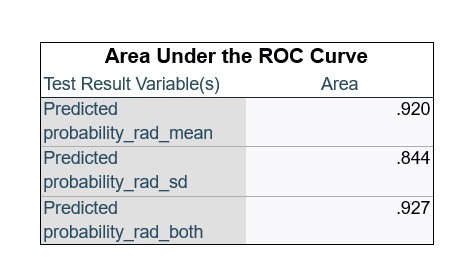 Area Under the ROC Curve
Test Result Variable(s) Area
Predicted .920
probability_rad_mean
Predicted .844
probability_rad_sd
Predicted .927
probability_rad_both